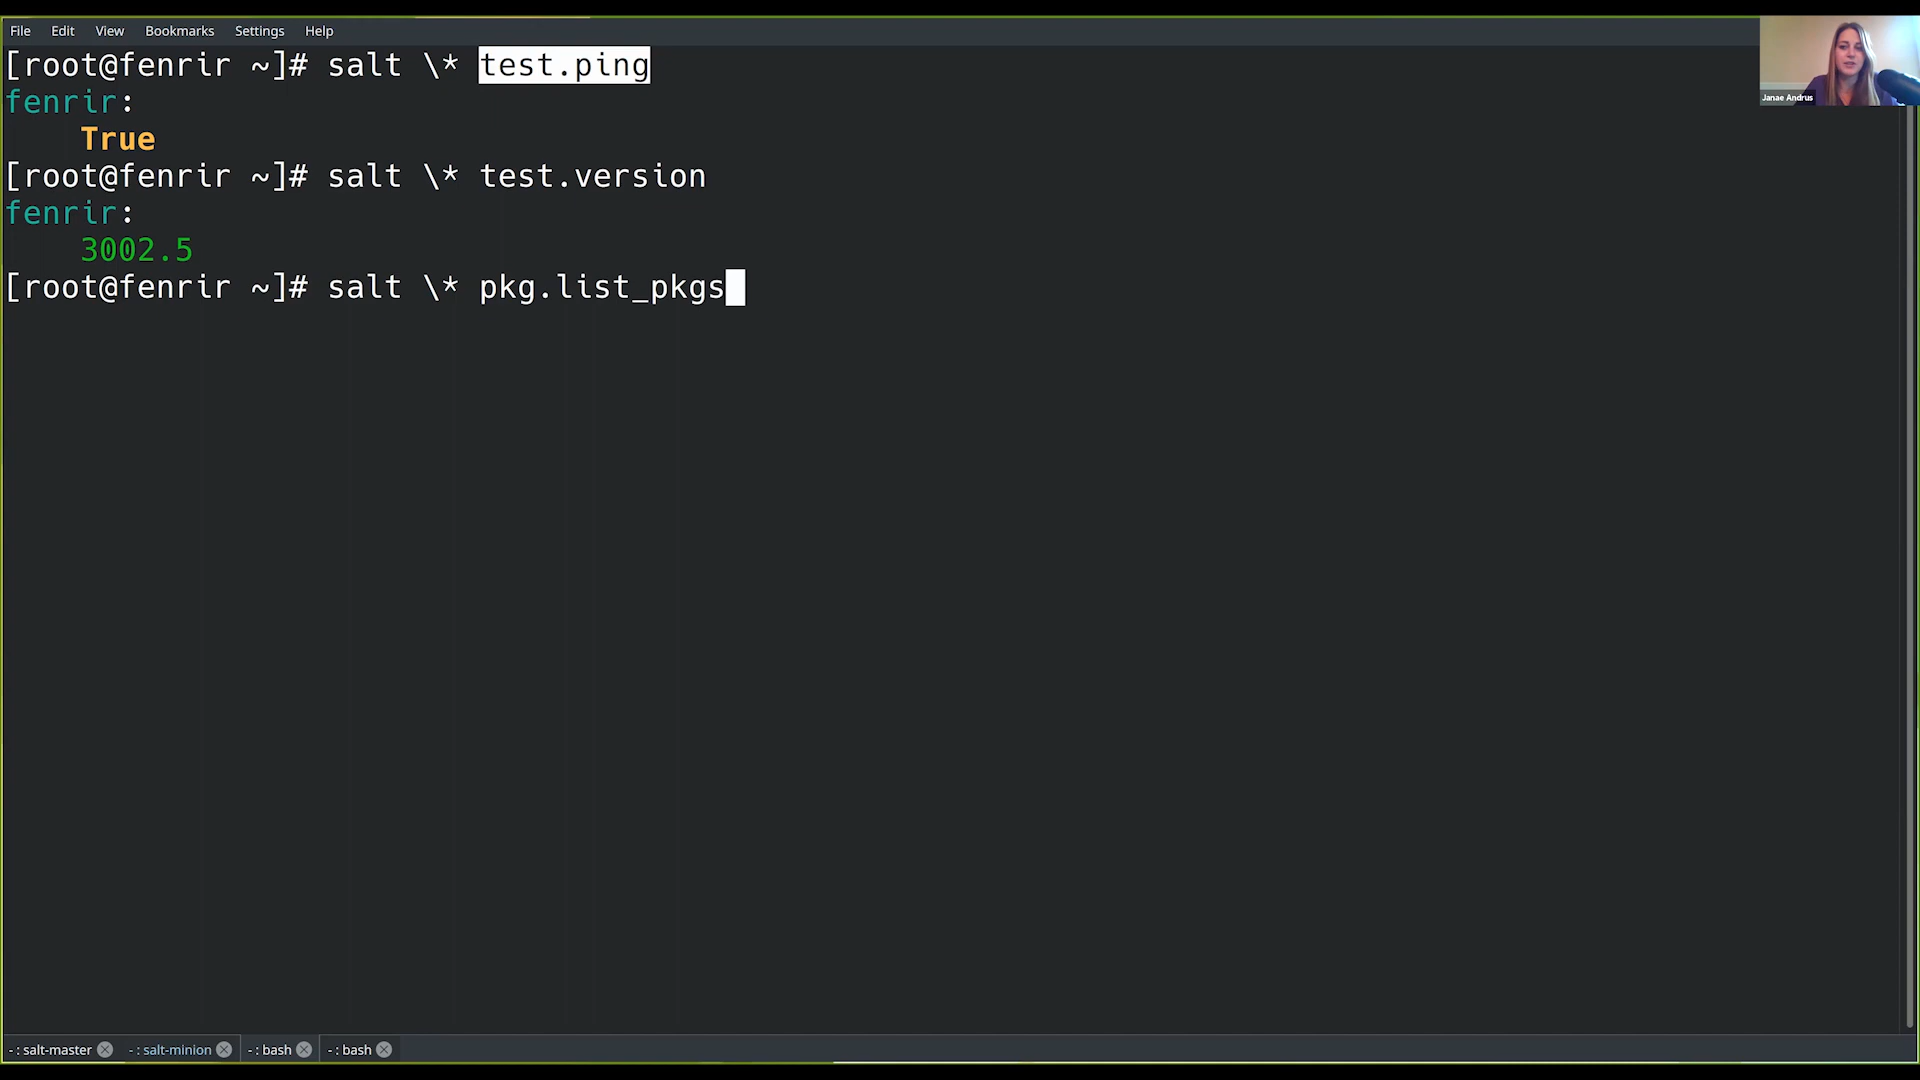 File Edit View Bookmarks Settings Help
[root@fenrir ~]# salt \* test.ping
fenrir:
    True
[root@fenrir ~]# salt \* test.version
fenrir:
    3002.5
[root@fenrir ~]# salt \* pkg.list_pkgs
Janae Andrus
- : salt-master - : salt-minion - : bash - : bash